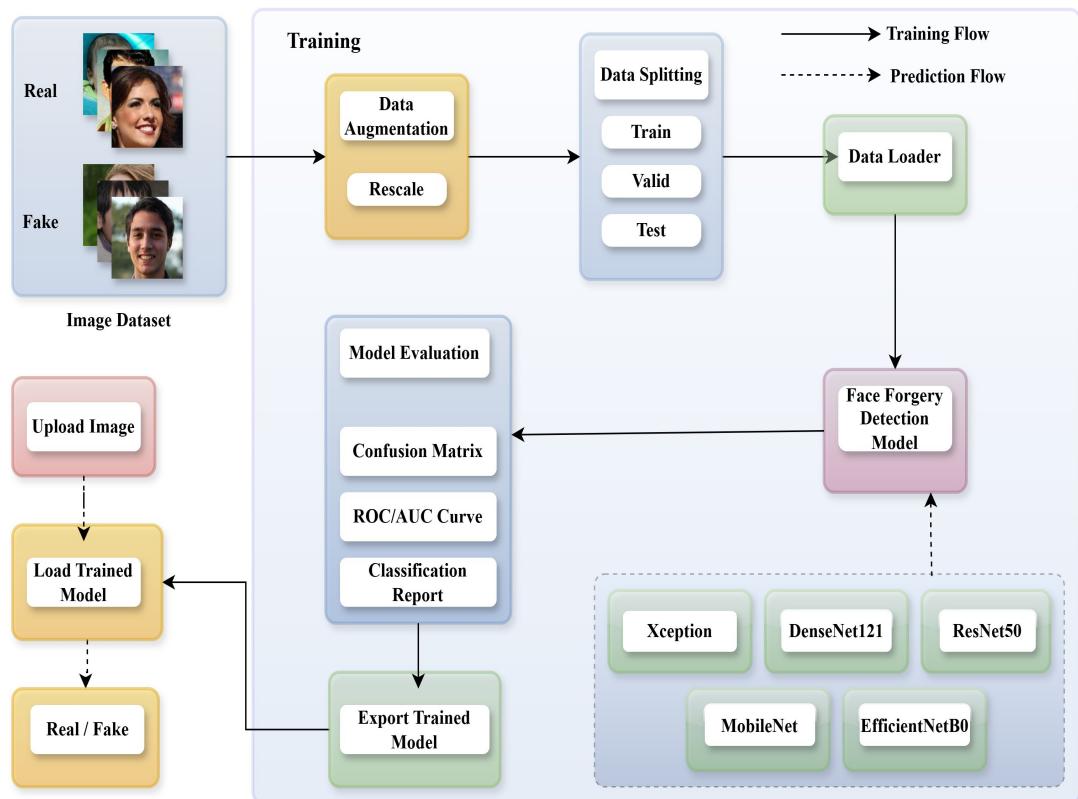 Real
Fake
Image Dataset
Training
Data
Augmentation
Rescale
Data Splitting
Train
Valid
Test
Training Flow
Prediction Flow
Data Loader
Model Evaluation
Confusion Matrix
ROC/AUC Curve
Classification
Report
Face Forgery
Detection
Model
Upload Image
Load Trained
Model
Real / Fake
Export Trained
Model
Xception
DenseNet121
ResNet50
MobileNet
EfficientNetB0